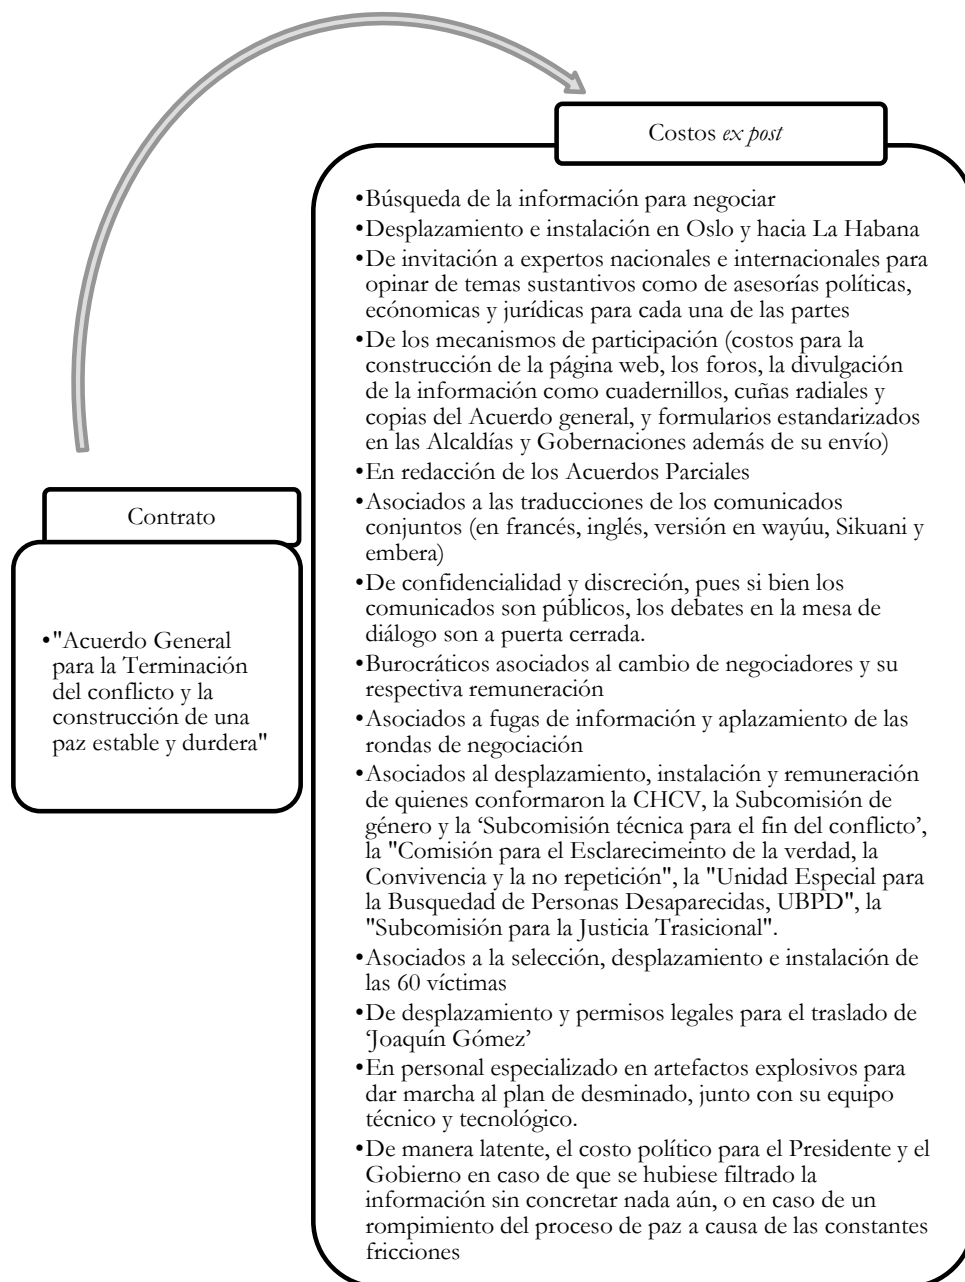 Costos ex post
•Búsqueda de la información para negociar
•Desplazamiento e instalación en Oslo y hacia La Habana
•De invitación a expertos nacionales e internacionales para
opinar de temas sustantivos como de asesorías políticas,
ecónomicas y jurídicas para cada una de las partes
•De los mecanismos de participación (costos para la
construcción de la página web, los foros, la divulgación
de la información como cuadernillos, cuñas radiales y
copias del Acuerdo general, y formularios estandarizados
en las Alcaldías y Gobernaciones además de su envío)
•En redacción de los Acuerdos Parciales
•Asociados a las traducciones de los comunicados
conjuntos (en francés, inglés, versión en wayúu, Sikuani y
embera)
•De confidencialidad y discreción, pues si bien los
comunicados son públicos, los debates en la mesa de
diálogo son a puerta cerrada.
•Burocráticos asociados al cambio de negociadores y su
respectiva remuneración
•Asociados a fugas de información y aplazamiento de las
rondas de negociación
•Asociados al desplazamiento, instalación y remuneración
de quienes conformaron la CHCV, la Subcomisión de
género y la ‘Subcomisión técnica para el fin del conflicto’,
la "Comisión para el Esclarecimeinto de la verdad, la
Convivencia y la no repetición", la "Unidad Especial para
la Busquedad de Personas Desaparecidas, UBPD", la
"Subcomisión para la Justicia Trasicional".
•Asociados a la selección, desplazamiento e instalación de
las 60 víctimas
•De desplazamiento y permisos legales para el traslado de
‘Joaquín Gómez’
•En personal especializado en artefactos explosivos para
dar marcha al plan de desminado, junto con su equipo
técnico y tecnológico.
•De manera latente, el costo político para el Presidente y el
Gobierno en caso de que se hubiese filtrado la
información sin concretar nada aún, o en caso de un
rompimiento del proceso de paz a causa de las constantes
fricciones
Contrato
•"Acuerdo General
para la Terminación
del conflicto y la
construcción de una
paz estable y durdera"